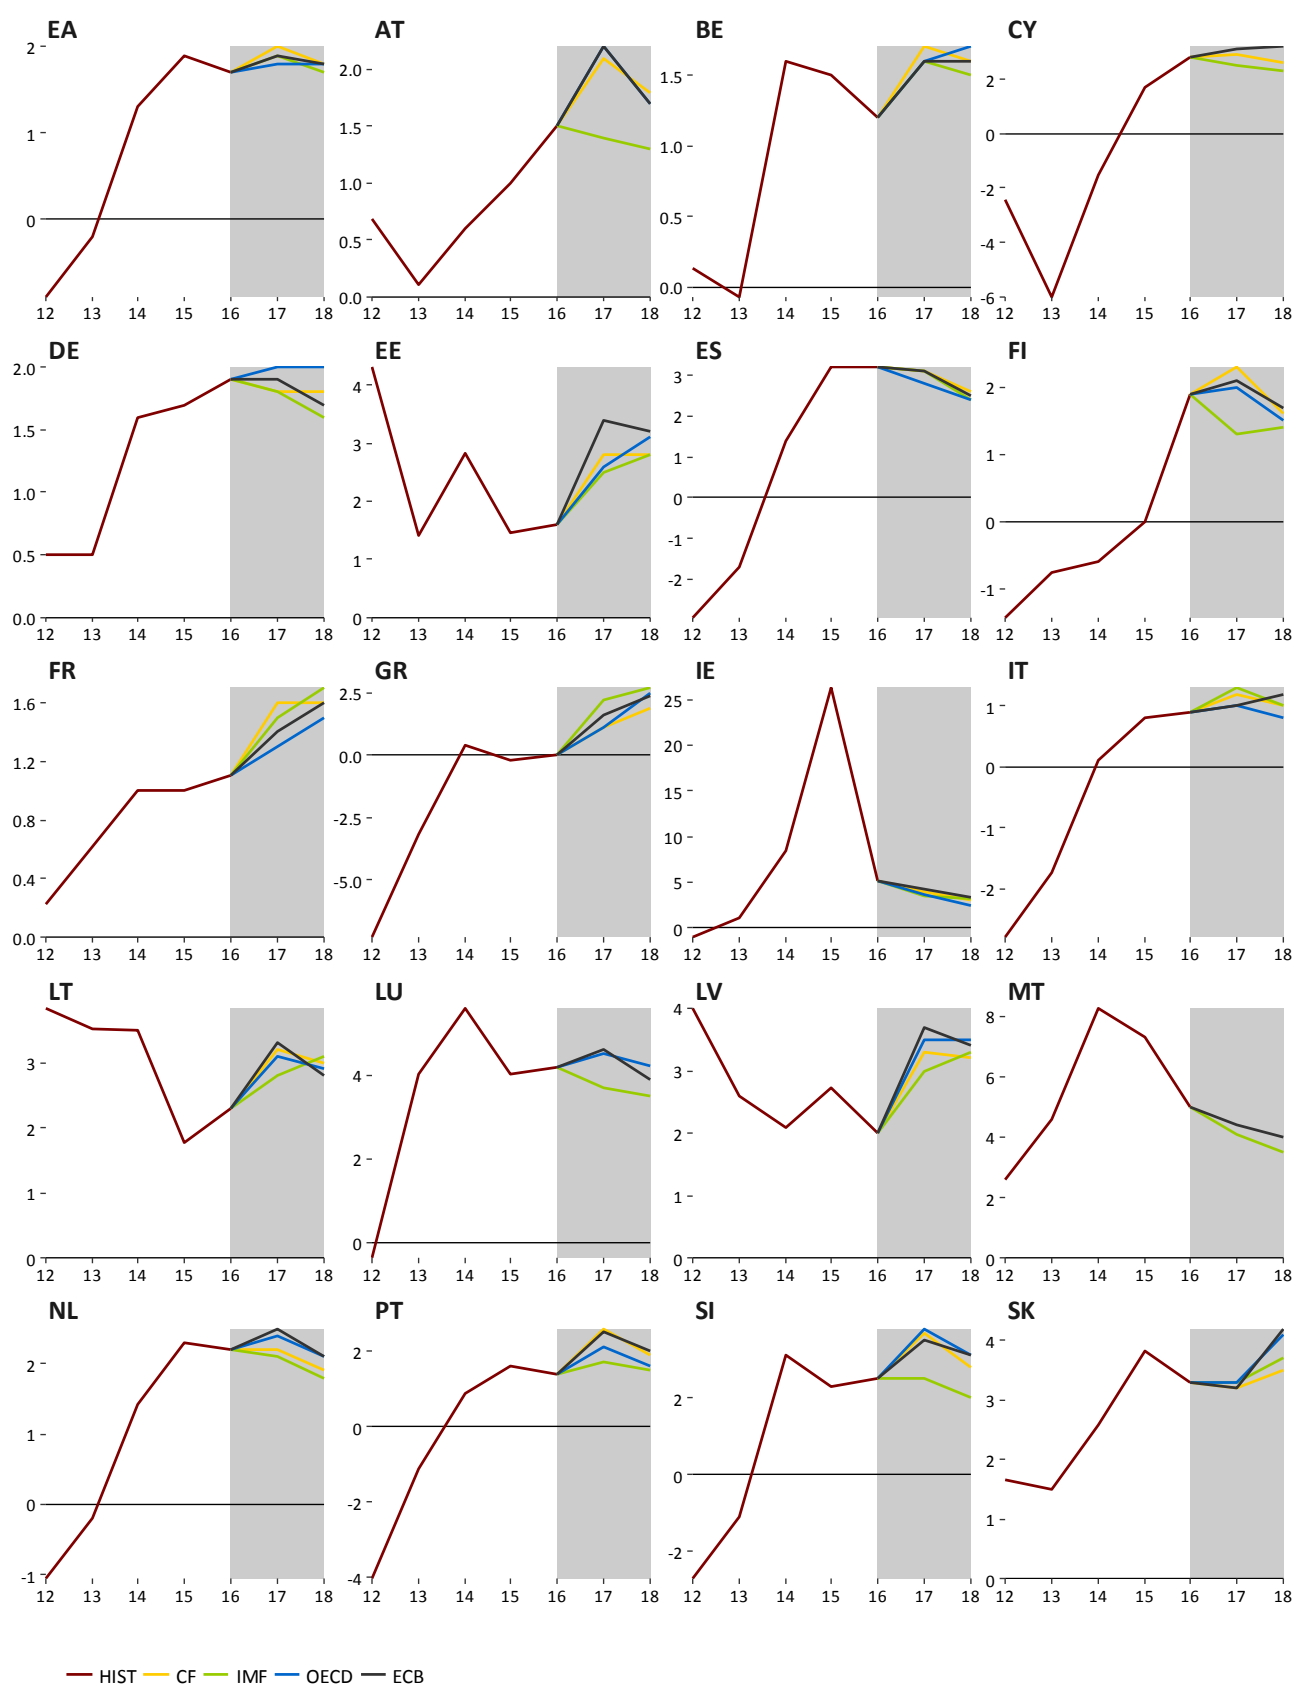 EA AT BE CY
2 1 0
2.0 1.5 1.0 0.5 0.0
1.5 1.0 0.5 0.0
2 0 -2 -4 -6
12 13 14 15 16 17 18 12 13 14 15 16 17 18 12 13 14 15 16 17 18 12 13 14 15 16 17 18
DE EE ES FI
2.0 1.5 1.0 0.5 0.0
4 3 2 1 0
3 2 1 0 -1 -2
2 1 0 -1
12 13 14 15 16 17 18 12 13 14 15 16 17 18 12 13 14 15 16 17 18 12 13 14 15 16 17 18
FR GR IE IT
1.6 1.2 0.8 0.4 0.0
2.5 0.0 -2.5 -5.0
25 20 15 10 5 0
1 0 -1 -2
12 13 14 15 16 17 18 12 13 14 15 16 17 18 12 13 14 15 16 17 18 12 13 14 15 16 17 18
LT LU LV MT
3 2 1 0
4 2 0
4 3 2 1 0
8 6 4 2 0
12 13 14 15 16 17 18 12 13 14 15 16 17 18 12 13 14 15 16 17 18 12 13 14 15 16 17 18
NL PT SI SK
2 1 0 -1
2 0 -2 -4
2 0 -2
4 3 2 1 0
12 13 14 15 16 17 18 12 13 14 15 16 17 18 12 13 14 15 16 17 18 12 13 14 15 16 17 18
HIST CF IMF OECD ECB